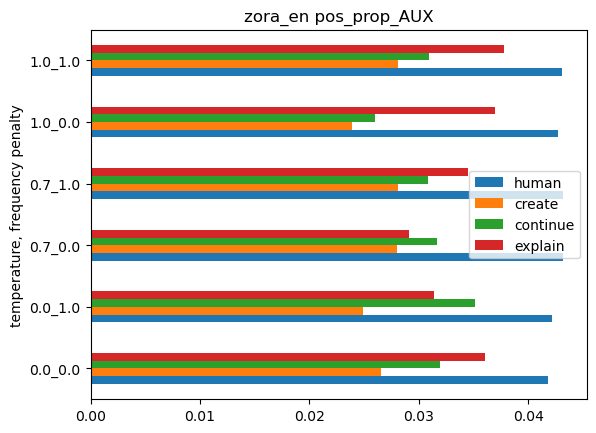 zora_en pos_prop_AUX
temperature, frequency penalty
1.0_1.0
1.0_0.0
0.7_1.0
0.7_0.0
0.0_1.0
0.0_0.0
human
create
continue
explain
0.00 0.01 0.02 0.03 0.04